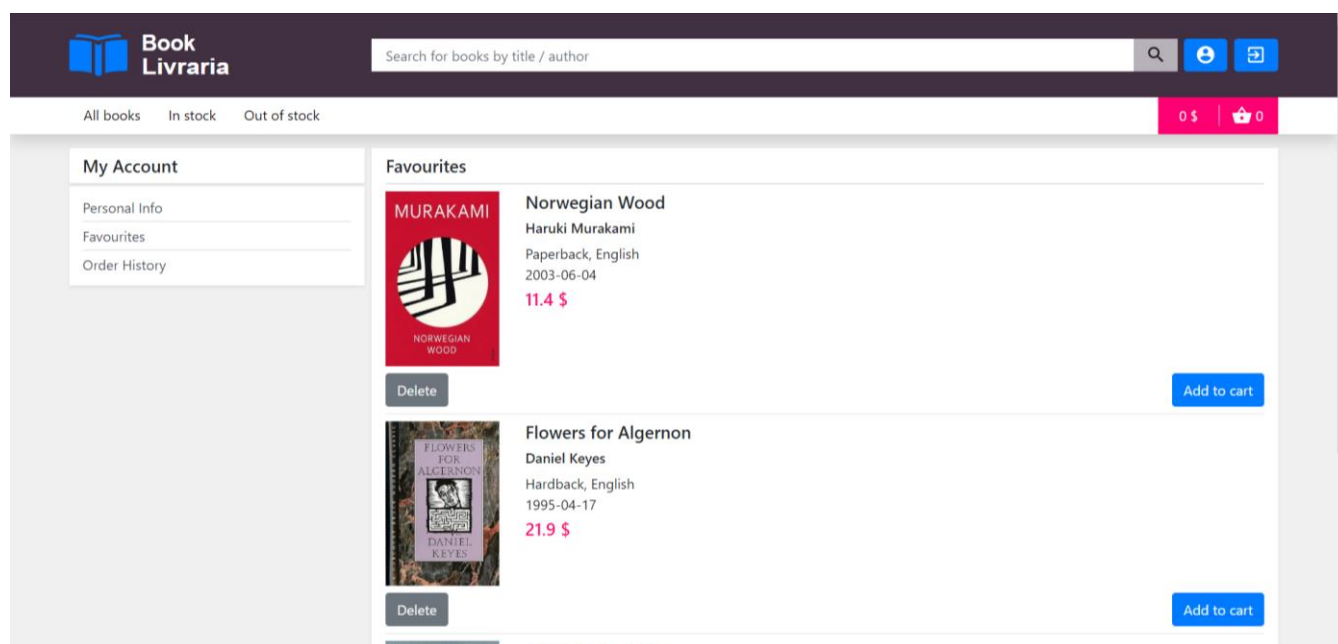 Book
Livraria
Search for books by title / author
All books In stock Out of stock
0 $ 0
My Account
Personal Info
Favourites
Order History
Favourites
MURAKAMI
NORWEGIAN
WOOD
Norwegian Wood
Haruki Murakami
Paperback, English
2003-06-04
11.4 $
Delete Add to cart
FLOWERS
FOR
ALGERNON
DANIEL
KEYES
Flowers for Algernon
Daniel Keyes
Hardback, English
1995-04-17
21.9 $
Delete Add to cart